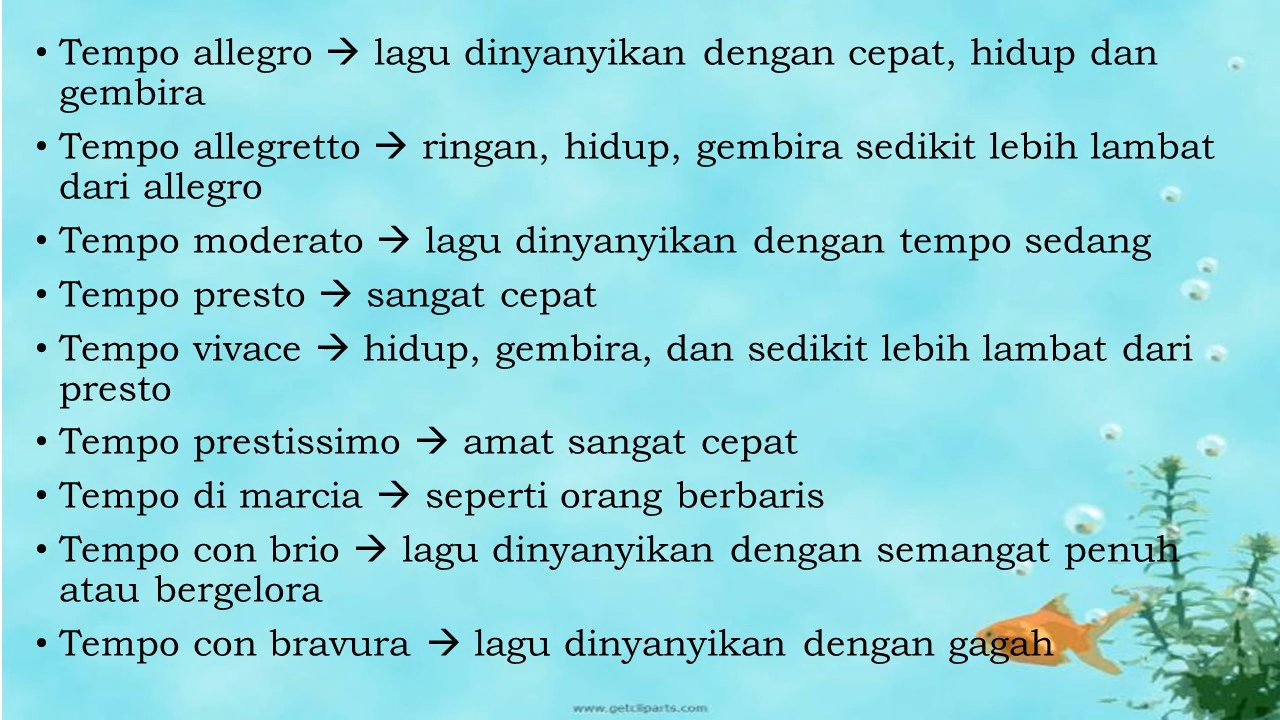 • Tempo allegro → lagu dinyanyikan dengan cepat, hidup dan
gembira
• Tempo allegretto → ringan, hidup, gembira sedikit lebih lambat
dari allegro
• Tempo moderato → lagu dinyanyikan dengan tempo sedang
• Tempo presto → sangat cepat
• Tempo vivace → hidup, gembira, dan sedikit lebih lambat dari
presto
• Tempo prestissimo → amat sangat cepat
• Tempo di marcia → seperti orang berbaris
• Tempo con brio → lagu dinyanyikan dengan semangat penuh
atau bergelora
• Tempo con bravura → lagu dinyanyikan dengan gagah
www.getcliparts.com